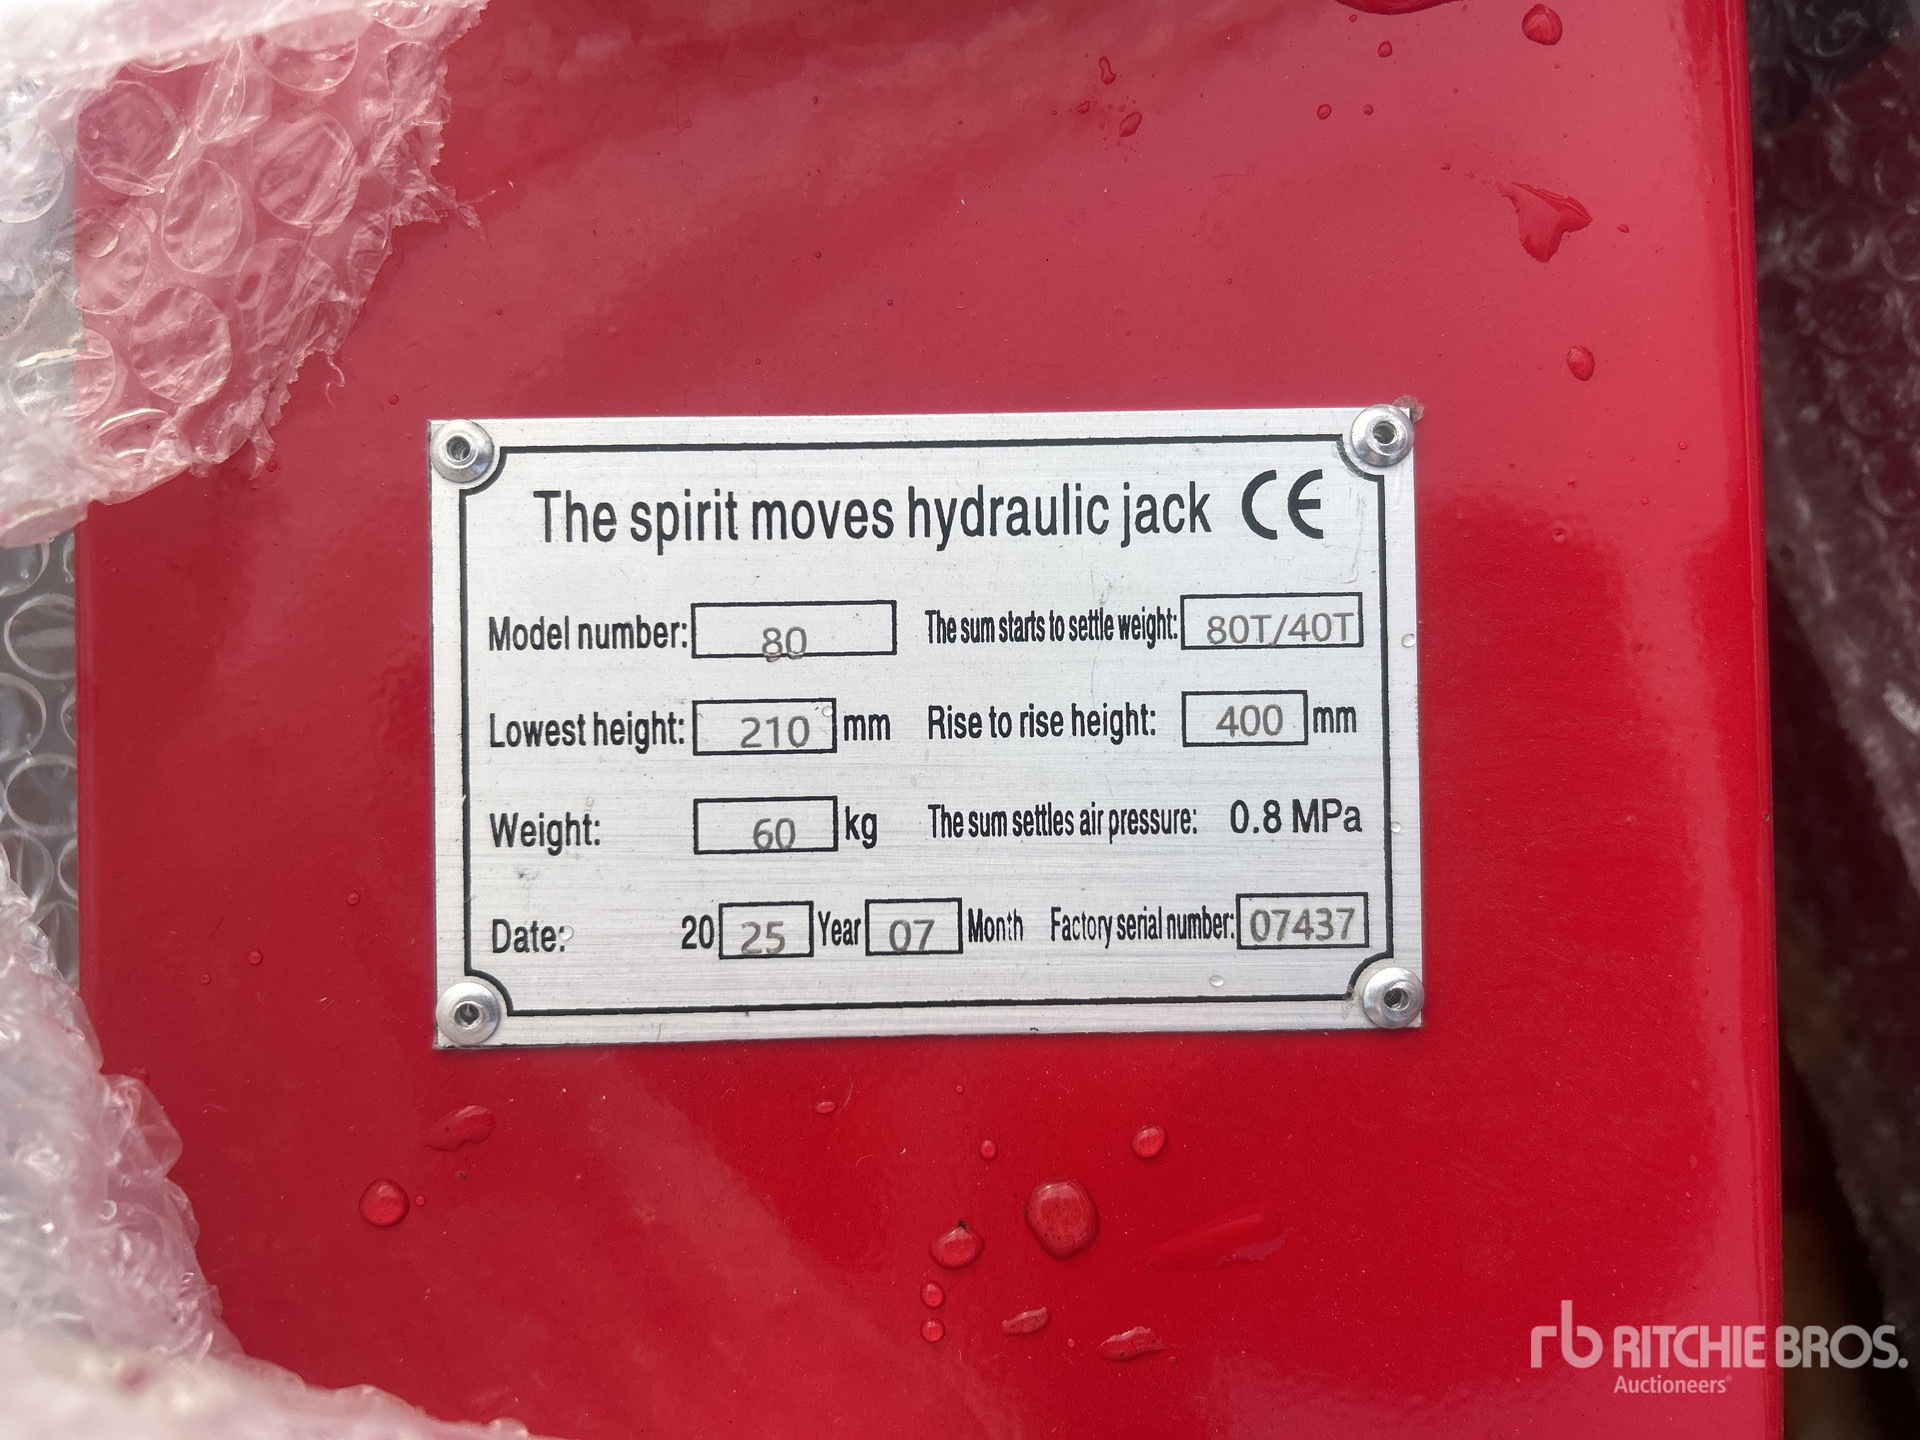 The spirit moves hydraulic jack CE
Model number: 80 The sum starts to settle weight: 80T/40T
Lowest height: 210 mm Rise to rise height: 400 mm
Weight: 60 kg The sum settles air pressure: 0.8 MPa
Date: 20 25 Year 07 Month Factory serial number: 07437
rb RITCHIE BROS.
Auctioneers